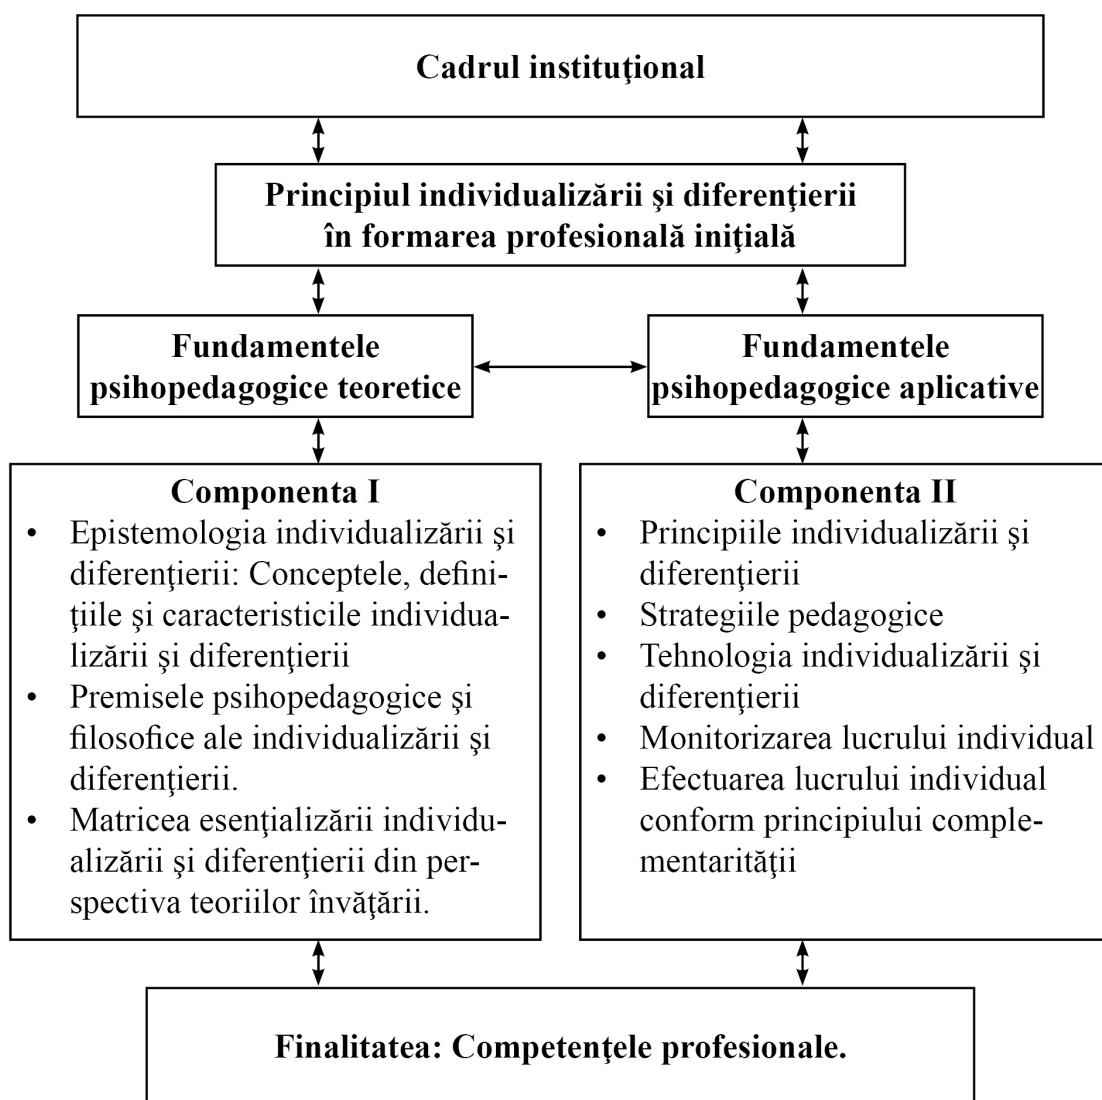 Cadrul instituţional
Principiul individualizării şi diferenţierii
în formarea profesională iniţială
Fundamentele
psihopedagogice teoretice
Fundamentele
psihopedagogice aplicative
Componenta I
• Epistemologia individualizării şi
diferenţierii: Conceptele, defini-
ţiile şi caracteristicile individua-
lizării şi diferenţierii
• Premisele psihopedagogice şi
filosofice ale individualizării şi
diferenţierii.
• Matricea esenţializării individu-
alizării şi diferenţierii din per-
spectiva teoriilor învăţării.
Componenta II
• Principiile individualizării şi
diferenţierii
• Strategiile pedagogice
• Tehnologia individualizării şi
diferenţierii
• Monitorizarea lucrului individual
• Efectuarea lucrului individual
conform principiului comple-
mentarităţii
Finalitatea: Competenţele profesionale.